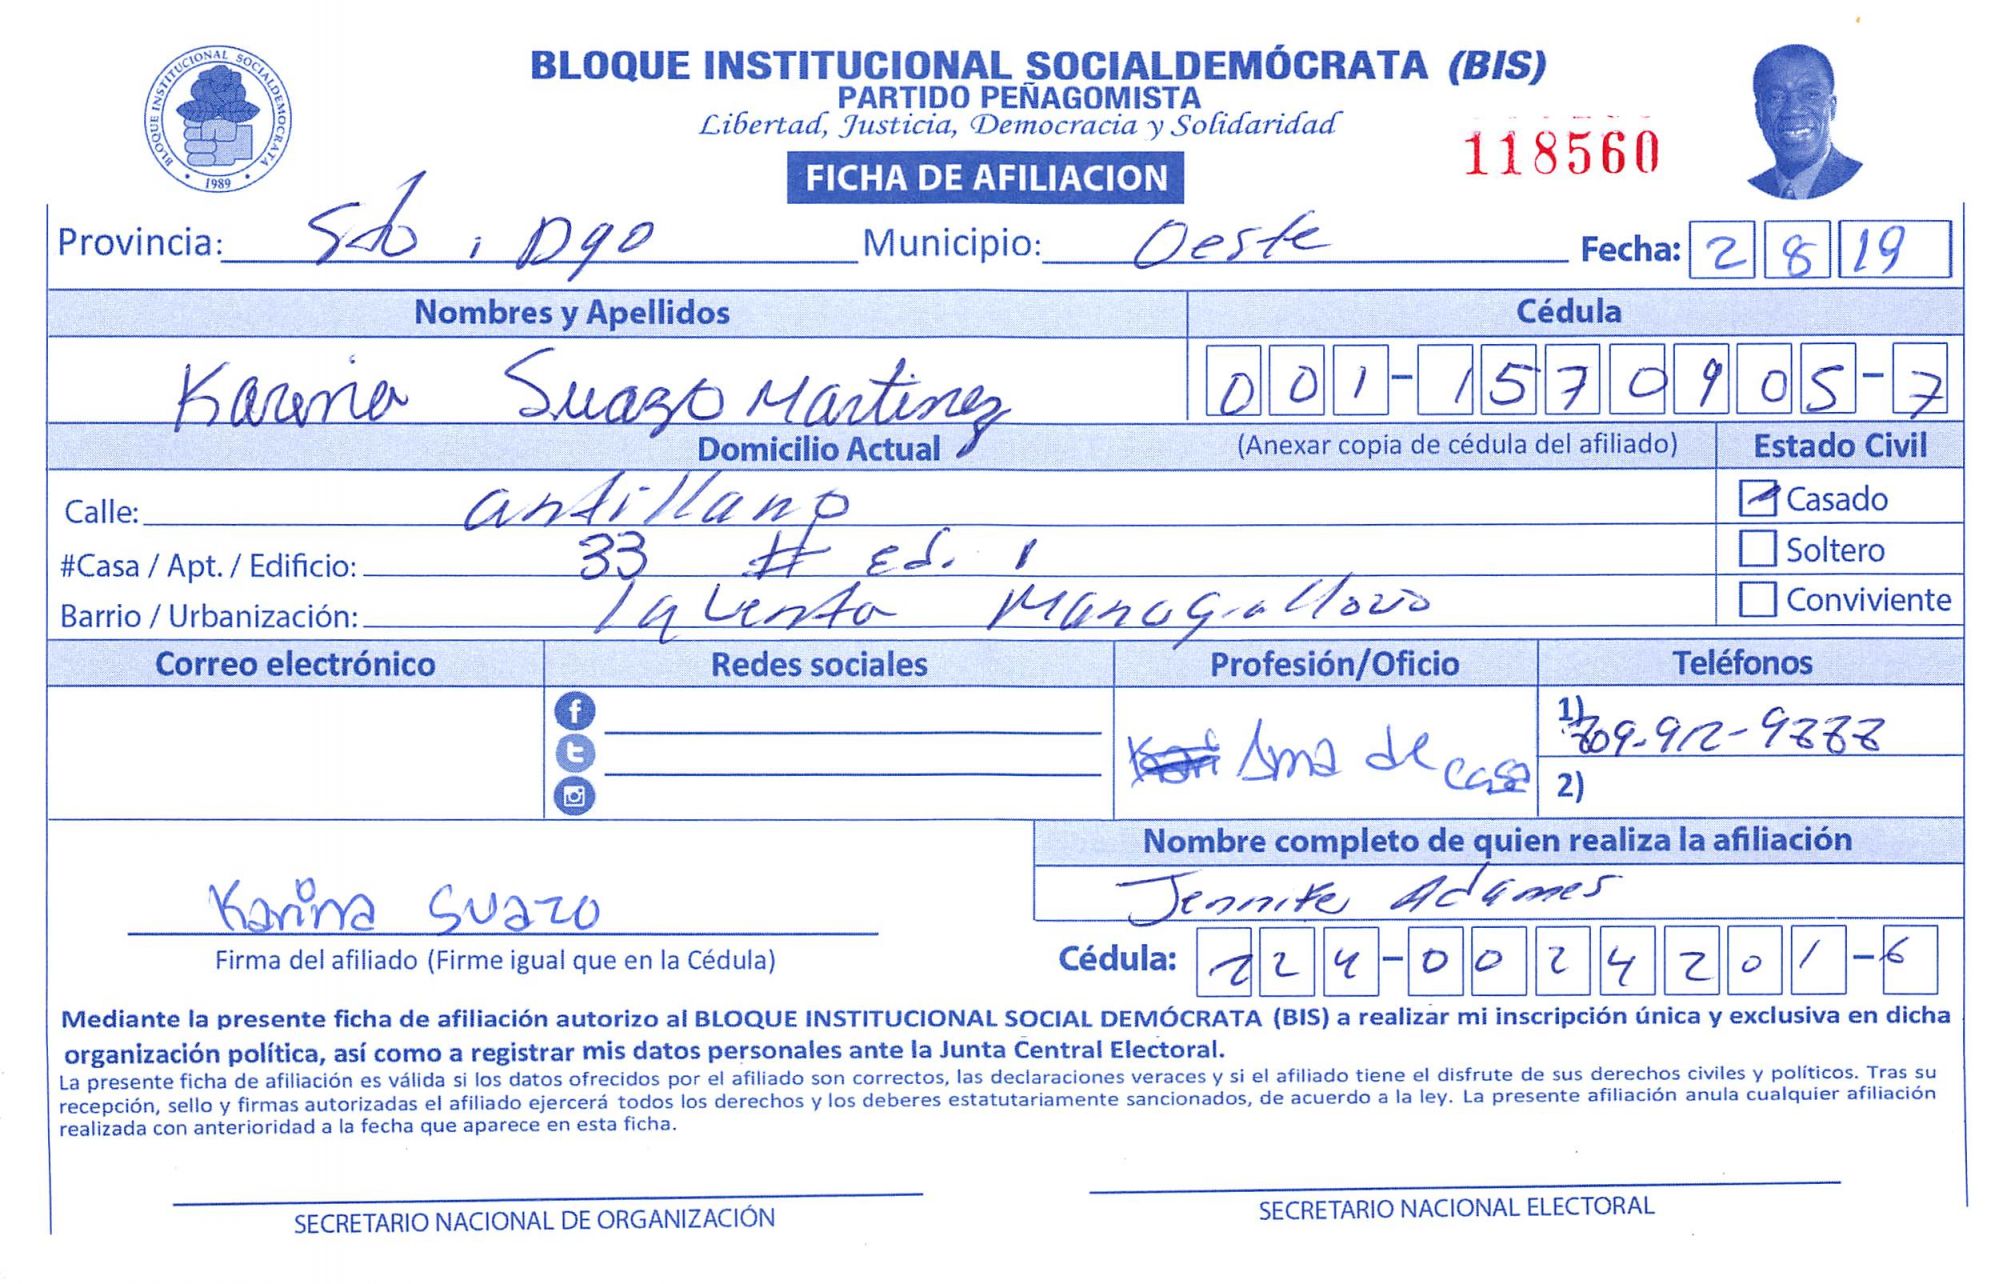 BLOQUE INSTITUCIONAL SOCIALDEMÓCRATA (BIS)
PARTIDO PEÑAGOMISTA
Libertad, Justicia, Democracia y Solidaridad
BLOQUE INSTITUCIONAL SOCIALDEMOCRATA
1989
118560
FICHA DE AFILIACION
Provincia: Sto. Dgo Municipio: Oeste Fecha: 2 8 19
Nombres y Apellidos Cédula
Karina Suazo Martinez 001-1570905-7
Domicilio Actual (Anexar copia de cédula del afiliado) Estado Civil
Calle: antillano Casado
#Casa / Apt. / Edificio: 33 # Ed. 1 Soltero
Barrio / Urbanización: la Venta Conviviente
Correo electrónico Redes sociales Profesión/Oficio Teléfonos
Ama de casa 1) 809-912-9888
2)
Nombre completo de quien realiza la afiliación
Karina Suazo Jennifer Adames
Firma del afiliado (Firme igual que en la Cédula) Cédula: 224-0024201-6
Mediante la presente ficha de afiliación autorizo al BLOQUE INSTITUCIONAL SOCIAL DEMÓCRATA (BIS) a realizar mi inscripción única y exclusiva en dicha
organización política, así como a registrar mis datos personales ante la Junta Central Electoral.
La presente ficha de afiliación es válida si los datos ofrecidos por el afiliado son correctos, las declaraciones veraces y si el afiliado tiene el disfrute de sus derechos civiles y políticos. Tras su
recepción, sello y firmas autorizadas el afiliado ejercerá todos los derechos y los deberes estatutariamente sancionados, de acuerdo a la ley. La presente afiliación anula cualquier afiliación
realizada con anterioridad a la fecha que aparece en esta ficha.
SECRETARIO NACIONAL DE ORGANIZACIÓN SECRETARIO NACIONAL ELECTORAL